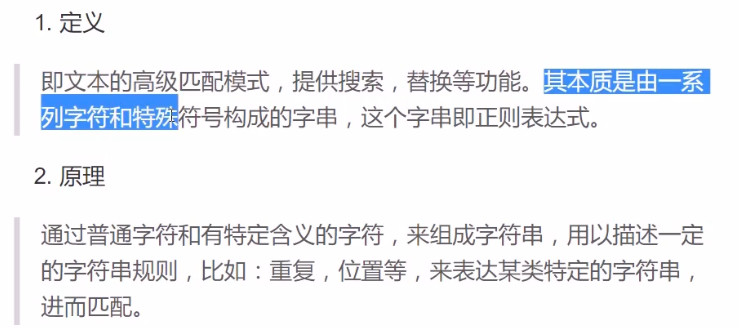 1. 定义
即文本的高级匹配模式，提供搜索，替换等功能。其本质是由一系
列字符和特殊符号构成的字串，这个字串即正则表达式。
2. 原理
通过普通字符和有特定含义的字符，来组成字符串，用以描述一定
的字符串规则，比如：重复，位置等，来表达某类特定的字符串，
进而匹配。